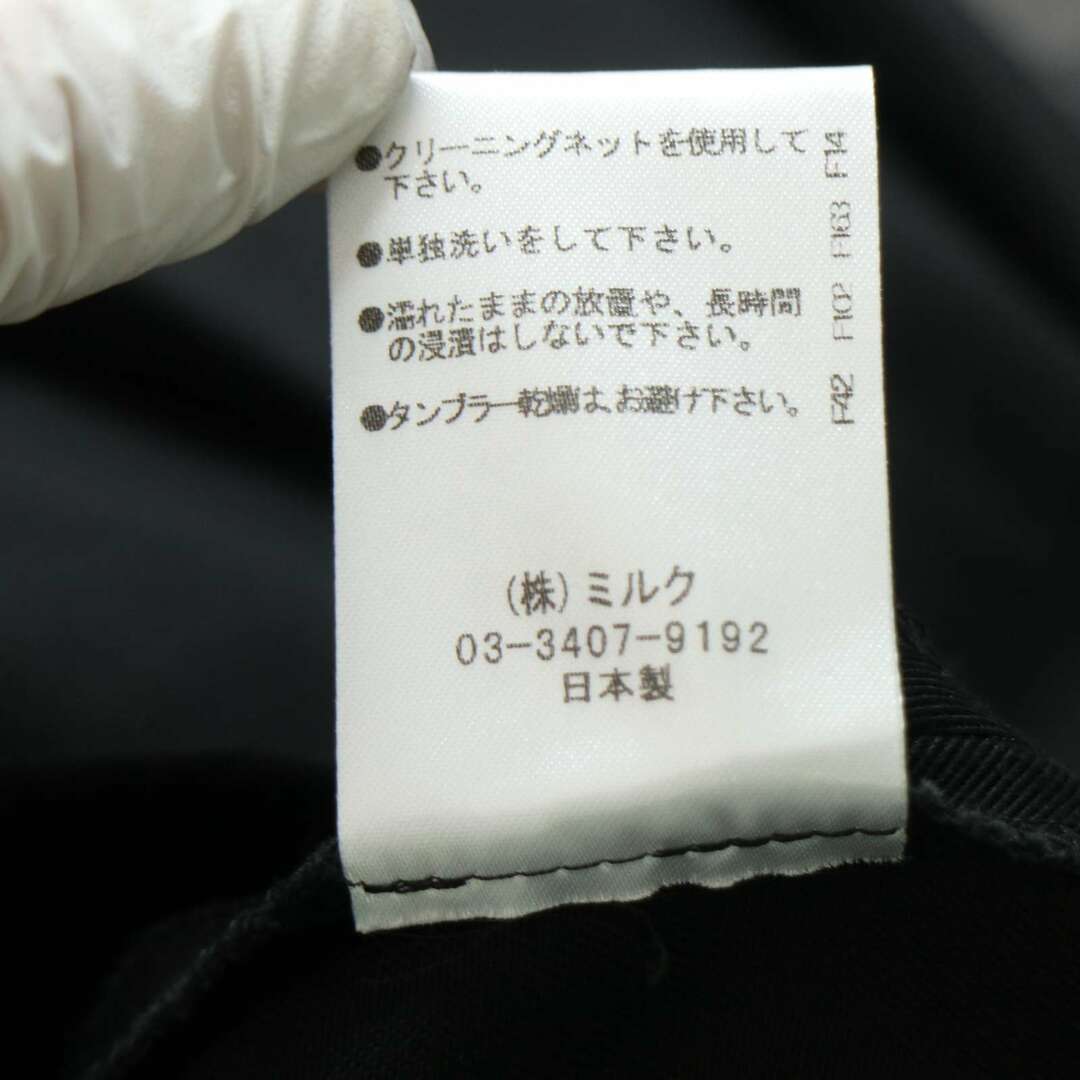 ●クリーニングネットを使用して
下さい。
●単独洗いをして下さい。
●濡れたままの放置や、長時間
の浸漬はしないで下さい。
●タンブラー乾燥は、お避け下さい。
F42 F102 F163 F14
(株)ミルク
03-3407-9192
日本製